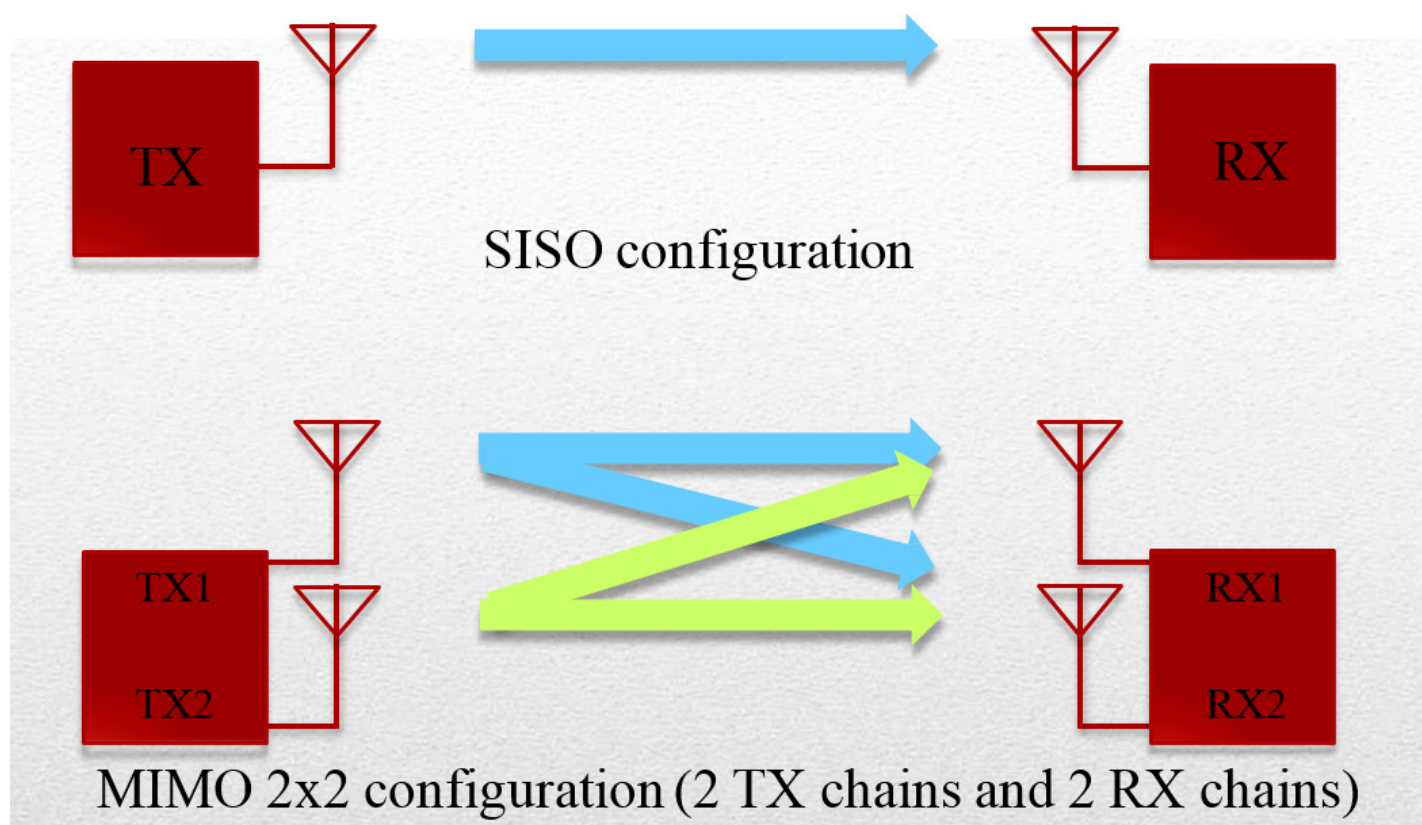 TX
RX
SISO configuration
TX1
RX1
TX2
RX2
MIMO 2x2 configuration (2 TX chains and 2 RX chains)